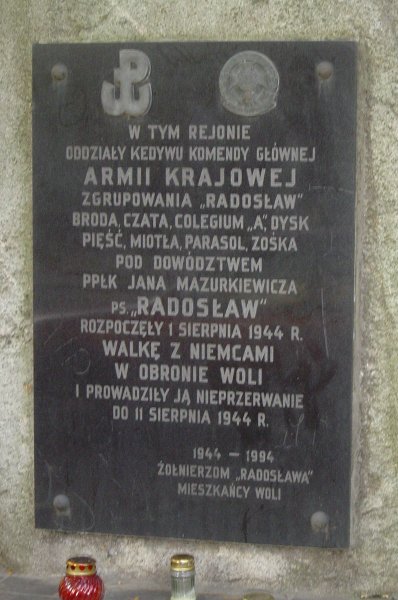 W TYM REJONIE
ODDZIAŁY KEDYWU KOMENDY GŁÓWNEJ
ARMII KRAJOWEJ
ZGRUPOWANIA „RADOSŁAW”
BRODA, CZATA, COLEGIUM „A”, DYSK
PIĘŚĆ, MIOTŁA, PARASOL, ZOŚKA
POD DOWÓDZTWEM
PPŁK JANA MAZURKIEWICZA
PS. „RADOSŁAW”
ROZPOCZĘŁY 1 SIERPNIA 1944 R.
WALKĘ Z NIEMCAMI
W OBRONIE WOLI
I PROWADZIŁY JĄ NIEPRZERWANIE
DO 11 SIERPNIA 1944 R.
1944 – 1994
ŻOŁNIERZOM „RADOSŁAWA”
MIESZKAŃCY WOLI